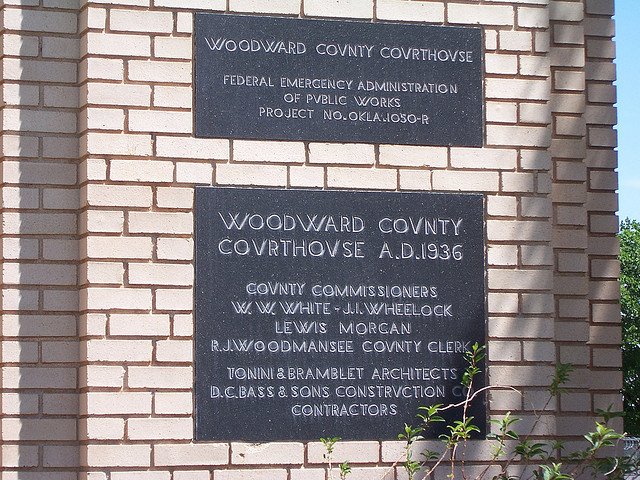 WOODWARD COVNTY COVRTHOVSE
FEDERAL EMERGENCY ADMINISTRATION
OF PVBLIC WORKS
PROJECT NO. OKLA. 1050-R
WOODWARD COVNTY
COVRTHOVSE A.D. 1936
COVNTY COMMISSIONERS
W. W. WHITE - J. I. WHEELOCK
LEWIS MORGAN
R. J. WOODMANSEE COVNTY CLERK
TONINI & BRAMBLET ARCHITECTS
D. C. BASS & SONS CONSTRVCTION
CONTRACTORS